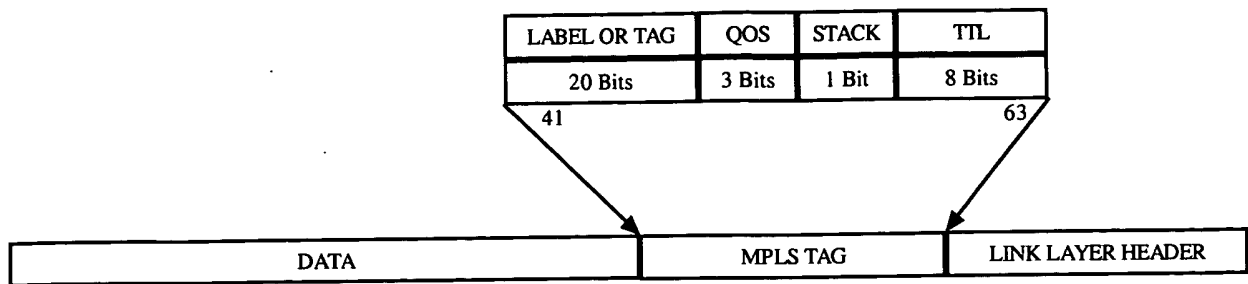 LABEL OR TAG QOS STACK TTL
20 Bits 3 Bits 1 Bit 8 Bits
41 63
DATA MPLS TAG LINK LAYER HEADER